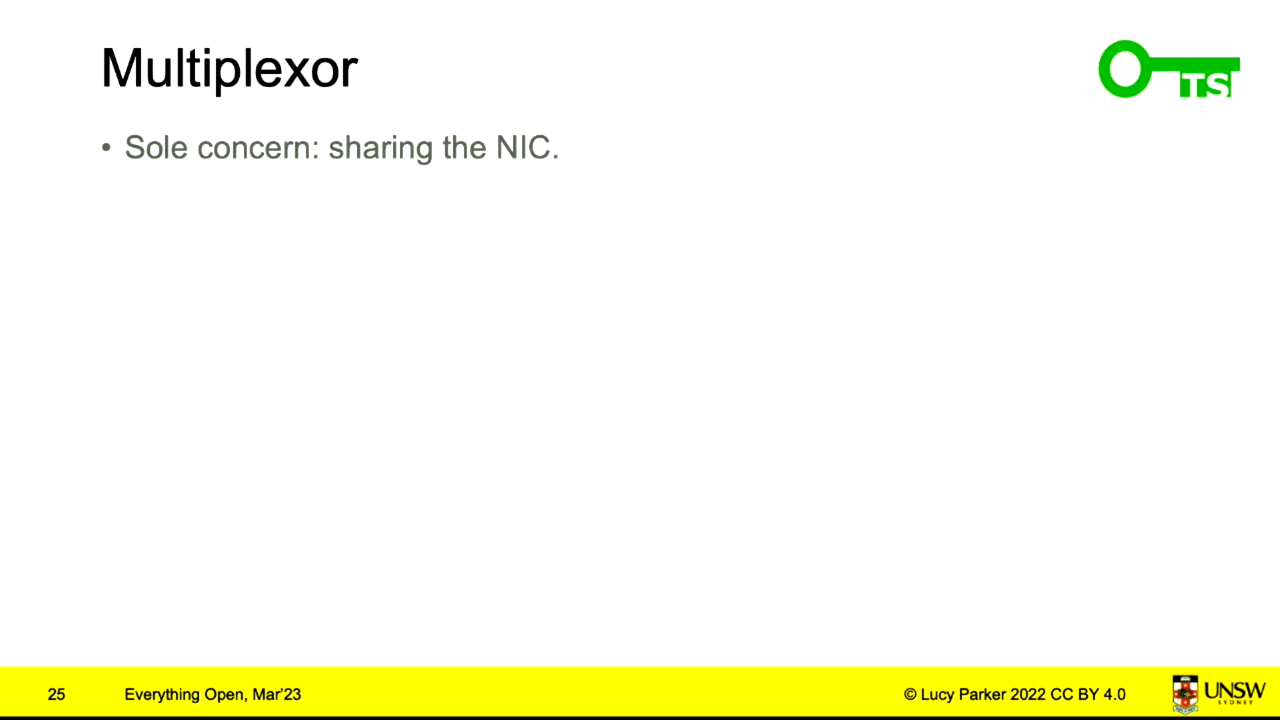 Multiplexor
TS
• Sole concern: sharing the NIC.
25 Everything Open, Mar'23 © Lucy Parker 2022 CC BY 4.0 UNSW
SYDNEY